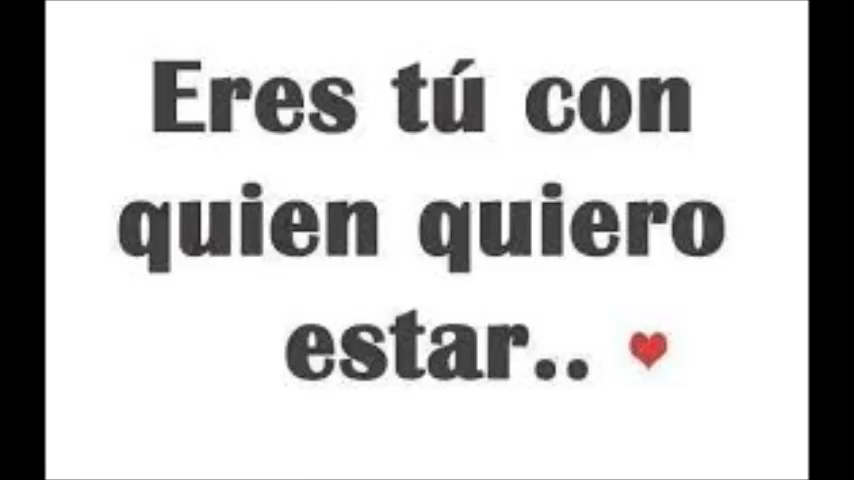 Eres tú con
quien quiero
estar.. ❤